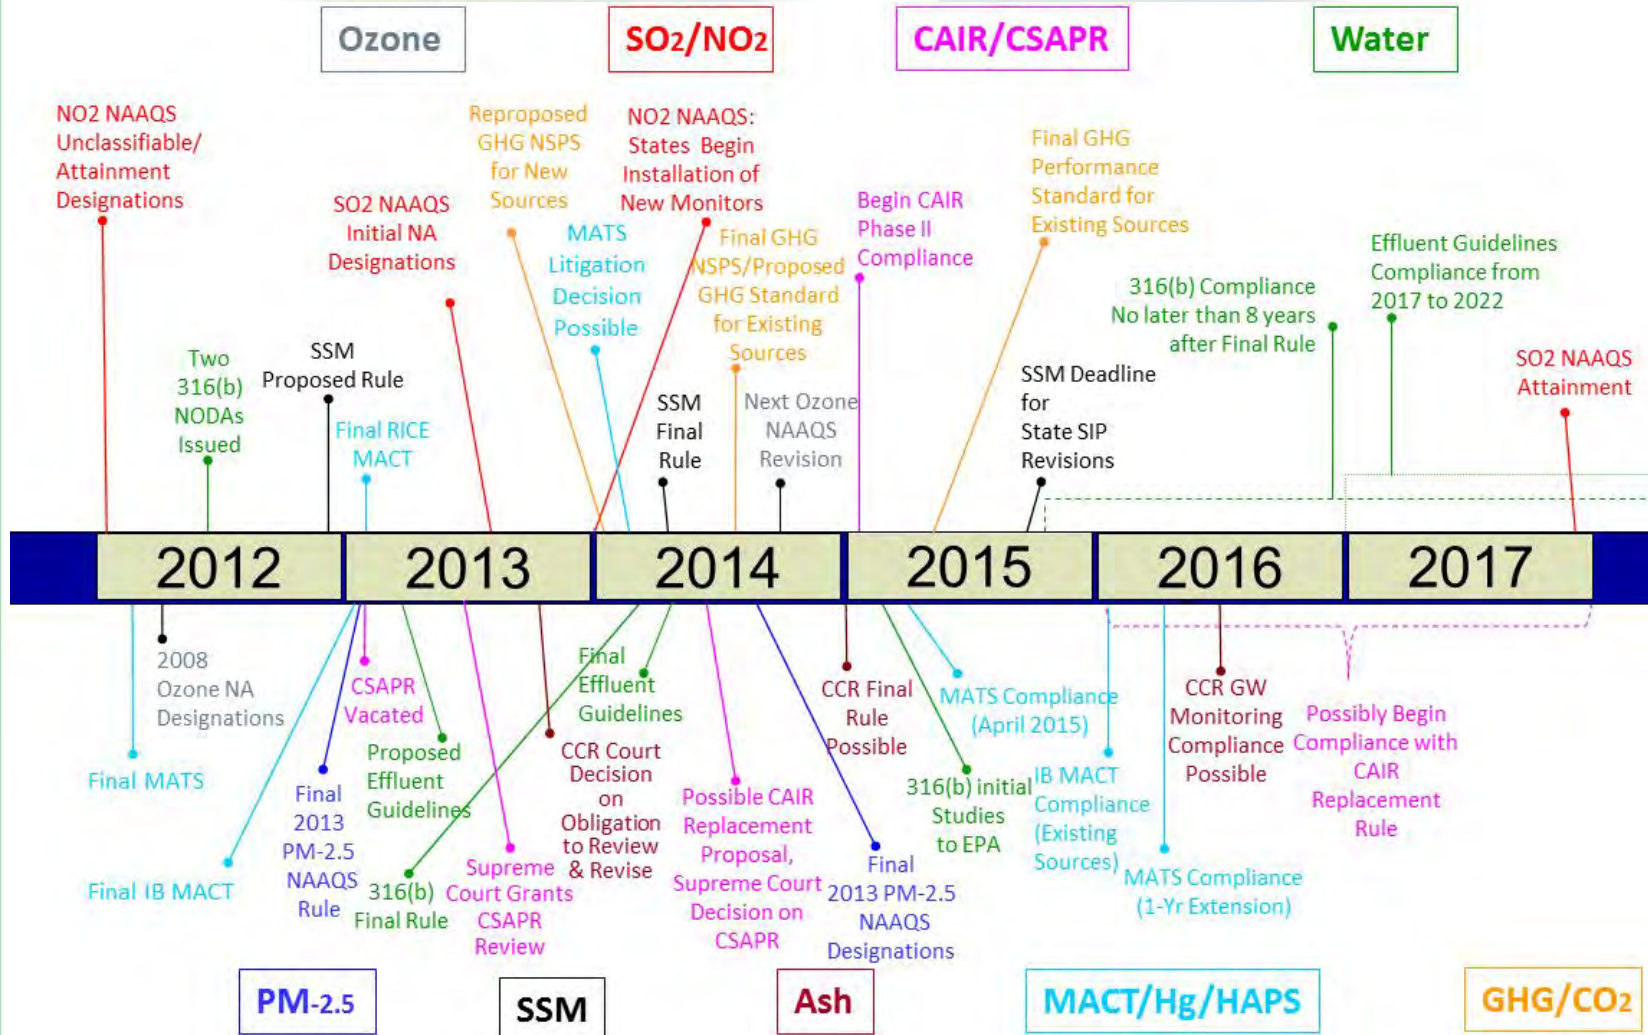 Ozone
SO2/NO2
CAIR/CSAPR
Water
NO2 NAAQS
Unclassifiable/
Attainment
Designations
Two
316(b)
NODAs
Issued
SSM
Proposed Rule
Final RICE
MACT
SO2 NAAQS
Initial NA
Designations
Reproposed
GHG NSPS
for New
Sources
MATS
Litigation
Decision
Possible
NO2 NAAQS:
States Begin
Installation of
New Monitors
SSM
Final
Rule
Final GHG
NSPS/Proposed
GHG Standard
for Existing
Sources
Next Ozone
NAAQS
Revision
Begin CAIR
Phase II
Compliance
Final GHG
Performance
Standard for
Existing Sources
SSM Deadline
for
State SIP
Revisions
316(b) Compliance
No later than 8 years
after Final Rule
Effluent Guidelines
Compliance from
2017 to 2022
SO2 NAAQS
Attainment
2012
2013
2014
2015
2016
2017
2008
Ozone NA
Designations
Final MATS
Final IB MACT
Final
2013
PM-2.5
NAAQS
Rule
CSAPR
Vacated
Proposed
Effluent
Guidelines
316(b)
Final Rule
Supreme
Court Grants
CSAPR
Review
CCR Court
Decision
on
Obligation
to Review
& Revise
Final
Effluent
Guidelines
Possible CAIR
Replacement
Proposal,
Supreme Court
Decision on
CSAPR
CCR Final
Rule
Possible
Final
2013 PM-2.5
NAAQS
Designations
MATS Compliance
(April 2015)
316(b) initial
Studies
to EPA
IB MACT
Compliance
(Existing
Sources)
MATS Compliance
(1-Yr Extension)
CCR GW
Monitoring
Compliance
Possible
Possibly Begin
Compliance with
CAIR
Replacement
Rule
PM-2.5
SSM
Ash
MACT/Hg/HAPS
GHG/CO2